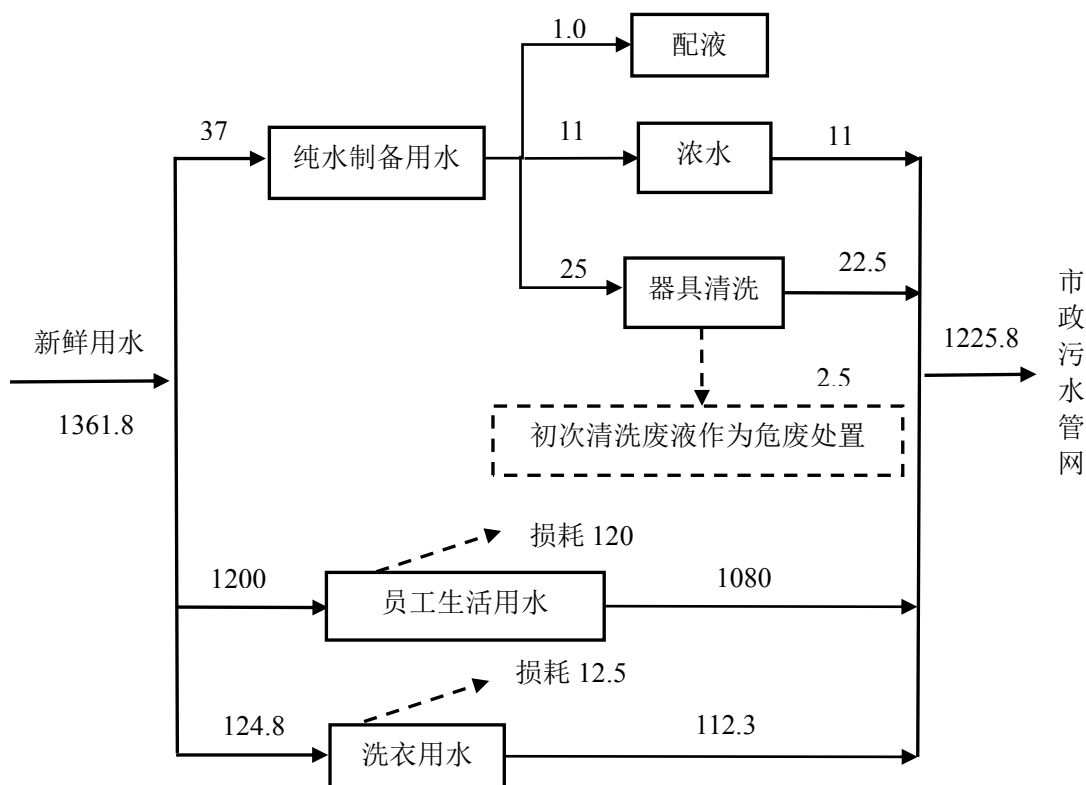 1.0
配液
37
纯水制备用水
11
浓水
11
25
器具清洗
22.5
新鲜用水
1361.8
1225.8
市政污水管网
2.5
初次清洗废液作为危废处置
损耗 120
1200
员工生活用水
1080
损耗 12.5
124.8
洗衣用水
112.3